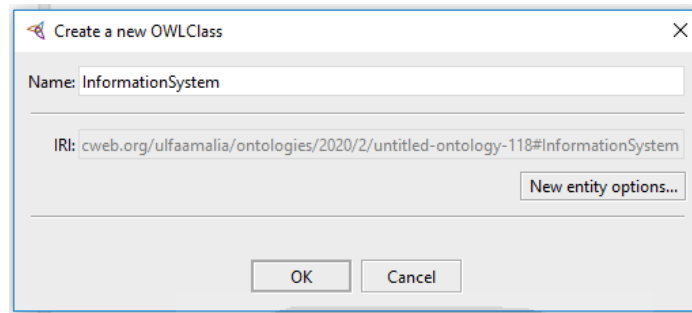 Create a new OWLClass
Name: InformationSystem
IRI: cweb.org/ulfaamalia/ontologies/2020/2/untitled-ontology-118#InformationSystem
New entity options...
OK Cancel